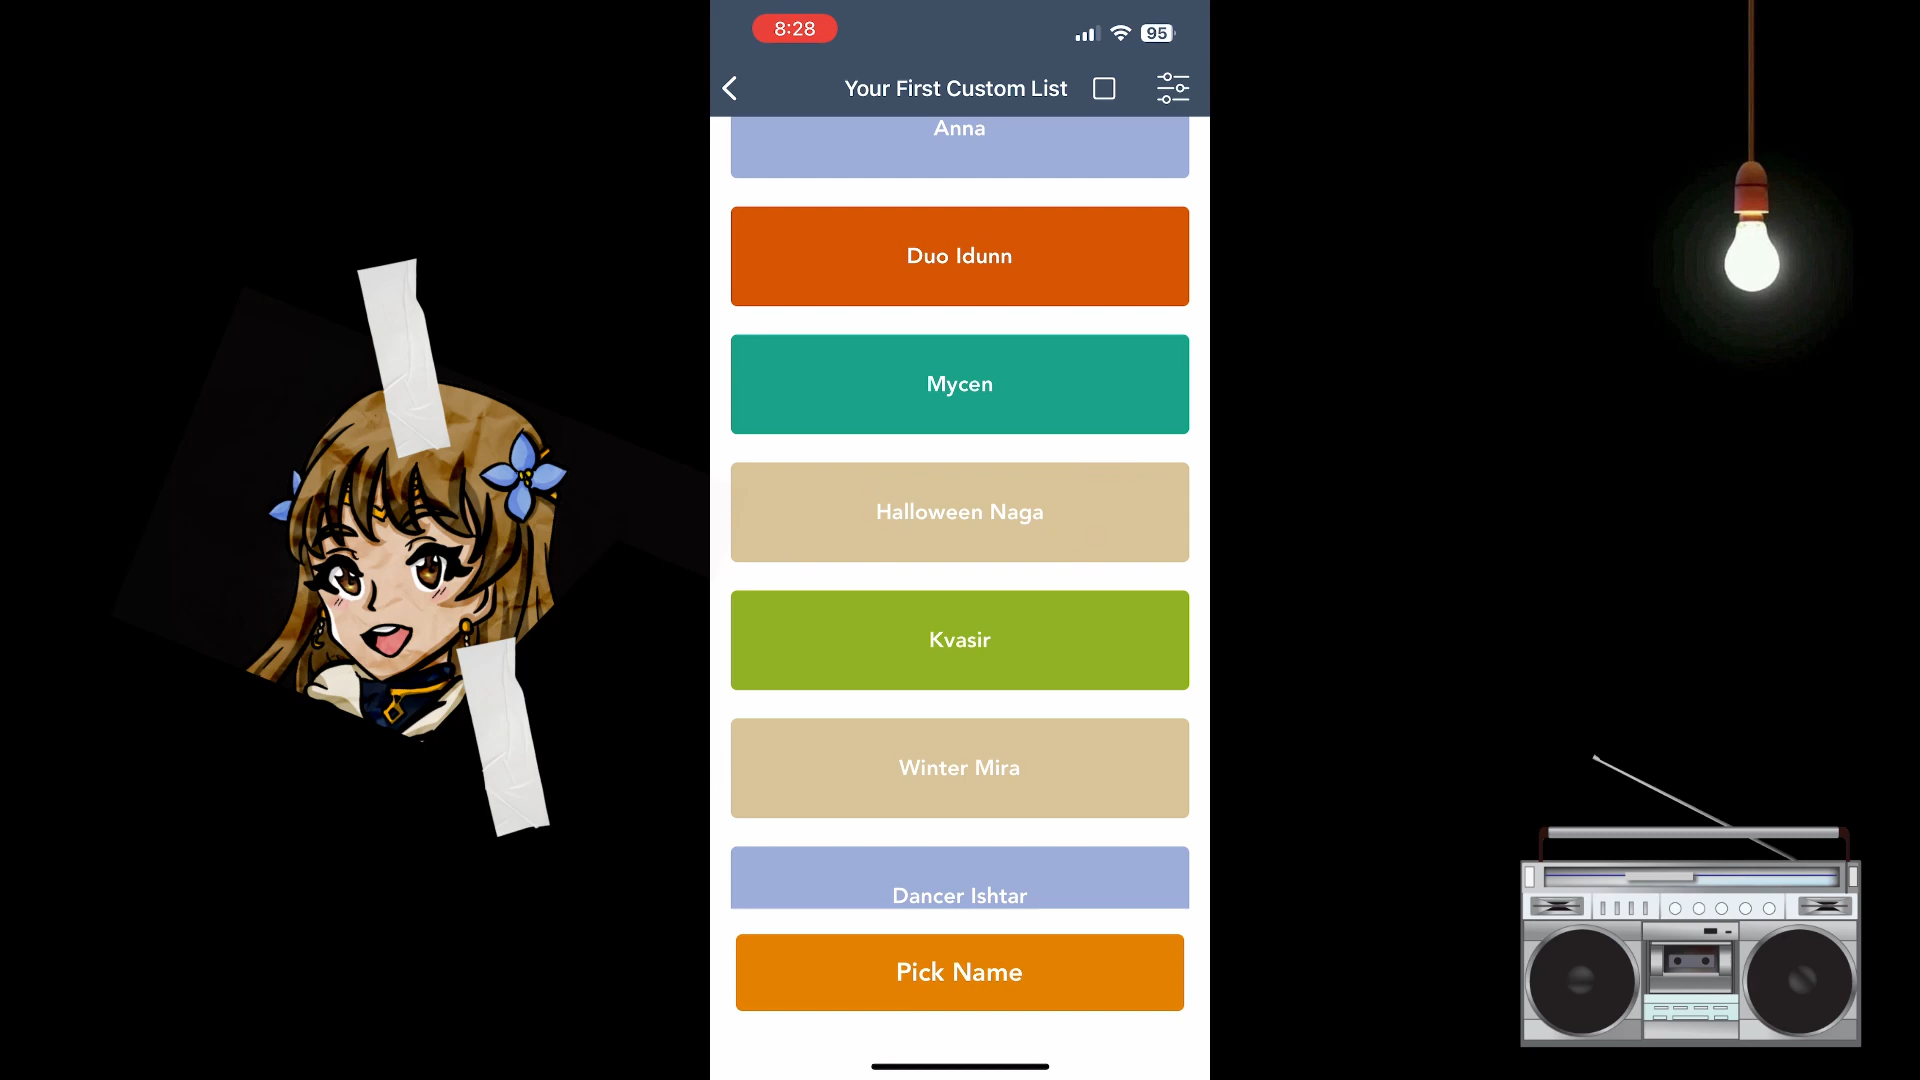 8:28
95
Your First Custom List
Anna
Duo Idunn
Mycen
Halloween Naga
Kvasir
Winter Mira
Dancer Ishtar
Pick Name